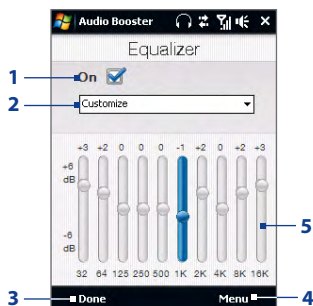 Audio Booster
Equalizer
1 On
2 Customize
+3 +2 0 0 0 -1 +2 0 +2 +3
+6
dB
5
-6
dB
32 64 125 250 500 1K 2K 4K 8K 16K
3 Done Menu 4